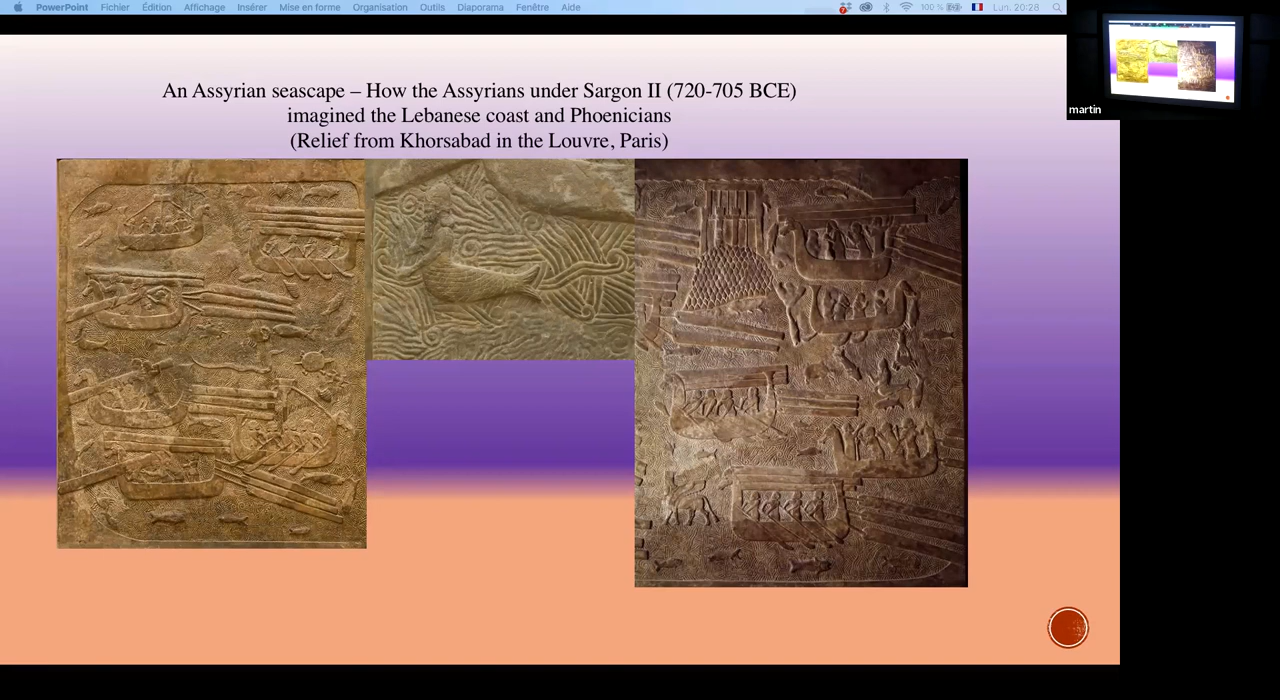 PowerPoint Fichier Édition Affichage Insérer Mise en forme Organisation Outils Diaporama Fenêtre Aide 7 100 % Lun. 20:28
An Assyrian seascape – How the Assyrians under Sargon II (720-705 BCE)
imagined the Lebanese coast and Phoenicians
(Relief from Khorsabad in the Louvre, Paris)
martin